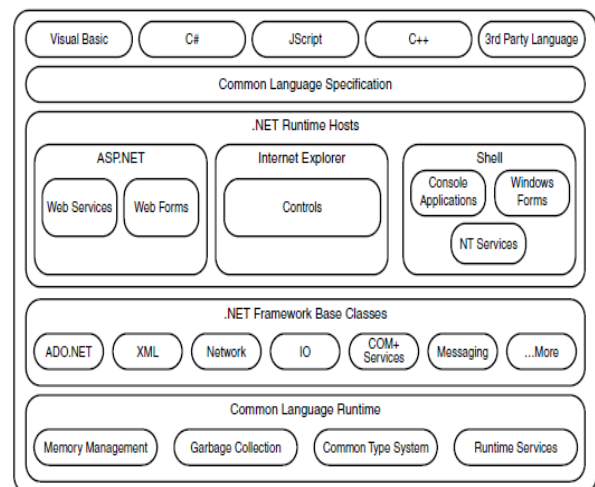 Visual Basic
C#
JScript
C++
3rd Party Language
Common Language Specification
.NET Runtime Hosts
ASP.NET
Web Services
Web Forms
Internet Explorer
Controls
Shell
Console
Applications
Windows
Forms
NT Services
.NET Framework Base Classes
ADO.NET
XML
Network
IO
COM+
Services
Messaging
...More
Common Language Runtime
Memory Management
Garbage Collection
Common Type System
Runtime Services